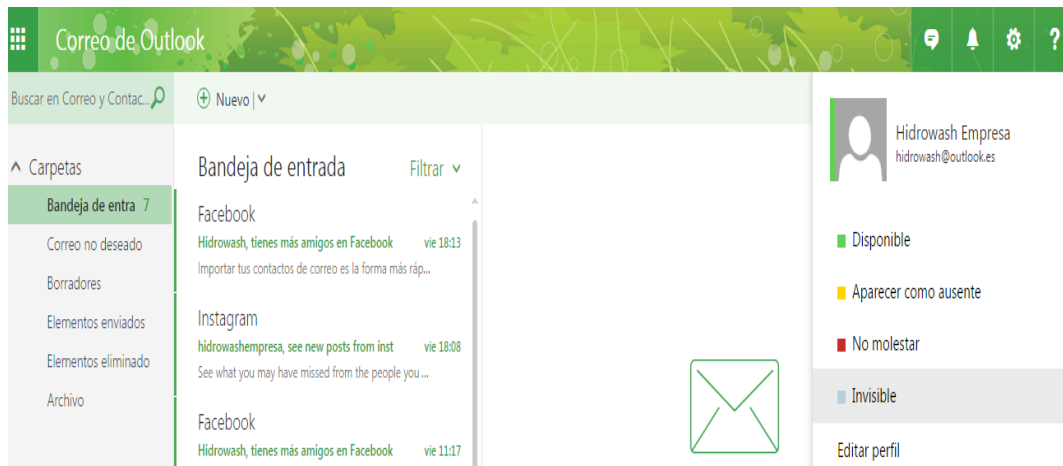 Correo de Outlook
?
Buscar en Correo y Contac...
Nuevo
Carpetas
Bandeja de entra 7
Correo no deseado
Borradores
Elementos enviados
Elementos eliminado
Archivo
Bandeja de entrada
Filtrar
Facebook
Hidrowash, tienes más amigos en Facebook vie 18:13
Importar tus contactos de correo es la forma más ráp...
Instagram
hidrowashempresa, see new posts from inst vie 18:08
See what you may have missed from the people you ...
Facebook
Hidrowash, tienes más amigos en Facebook vie 11:17
Hidrowash Empresa
hidrowash@outlook.es
Disponible
Aparecer como ausente
No molestar
Invisible
Editar perfil